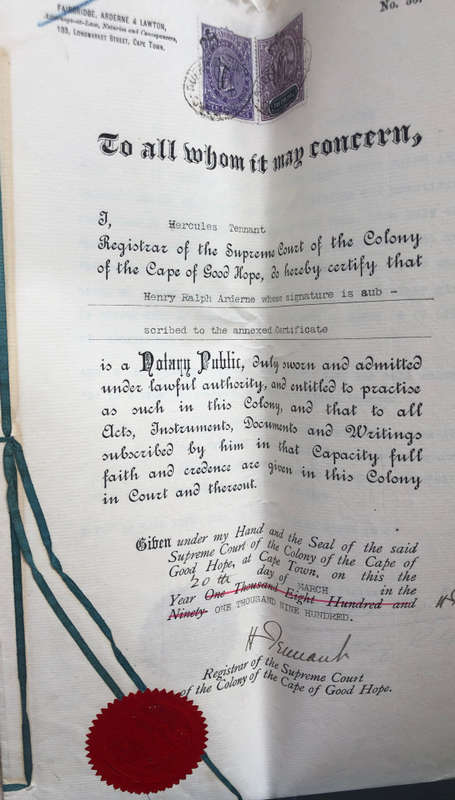 FAIRBRIDGE, ARDERNE & LAWTON,
Attorneys-at-Law, Notaries and Conveyancers,
133, LONGMARKET STREET, CAPE TOWN.
No.
To all whom it may concern,
I, Hercules Tennant
Registrar of the Supreme Court of the Colony
of the Cape of Good Hope, do hereby certify that
Henry Ralph Arderne whose signature is sub -
scribed to the annexed Certificate
is a Notary Public, duly sworn and admitted
under lawful authority, and entitled to practise
as such in this Colony, and that to all
Acts, Instruments, Documents and Writings
subscribed by him in that Capacity full
faith and credence are given in this Colony
in Court and thereout.
Given under my Hand and the Seal of the said
Supreme Court of the Colony of the Cape of
Good Hope, at Cape Town, on this the
20th day of MARCH in the
Year One Thousand Eight Hundred and
Ninety- ONE THOUSAND NINE HUNDRED.
H Tennant
Registrar of the Supreme Court
of the Colony of the Cape of Good Hope.